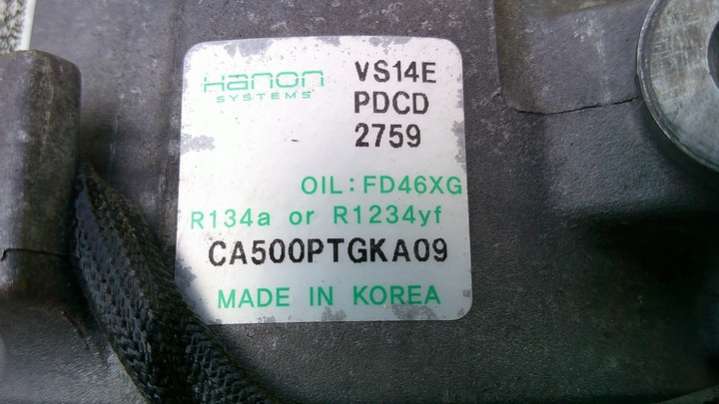 Hanon
SYSTEMS
VS14E
PDCD
2759
OIL: FD46XG
R134a or R1234yf
CA500PTGKA09
MADE IN KOREA